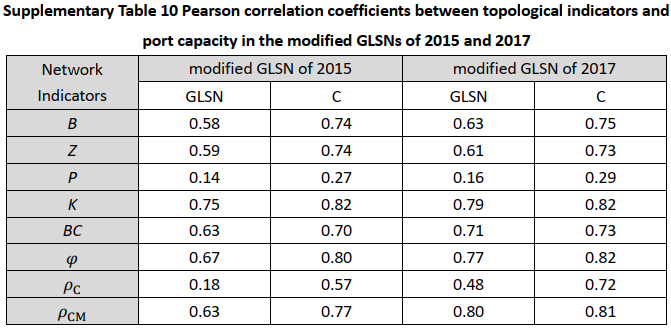 Supplementary Table 10 Pearson correlation coefficients between topological indicators and
port capacity in the modified GLSNs of 2015 and 2017
Network Indicators modified GLSN of 2015 modified GLSN of 2017
GLSN C GLSN C
B 0.58 0.74 0.63 0.75
Z 0.59 0.74 0.61 0.73
P 0.14 0.27 0.16 0.29
K 0.75 0.82 0.79 0.82
BC 0.63 0.70 0.71 0.73
φ 0.67 0.80 0.77 0.82
ρC 0.18 0.57 0.48 0.72
ρCM 0.63 0.77 0.80 0.81